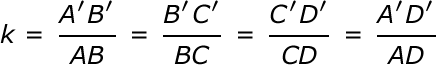 k = A′B′/AB = B′C′/BC = C′D′/CD = A′D′/AD